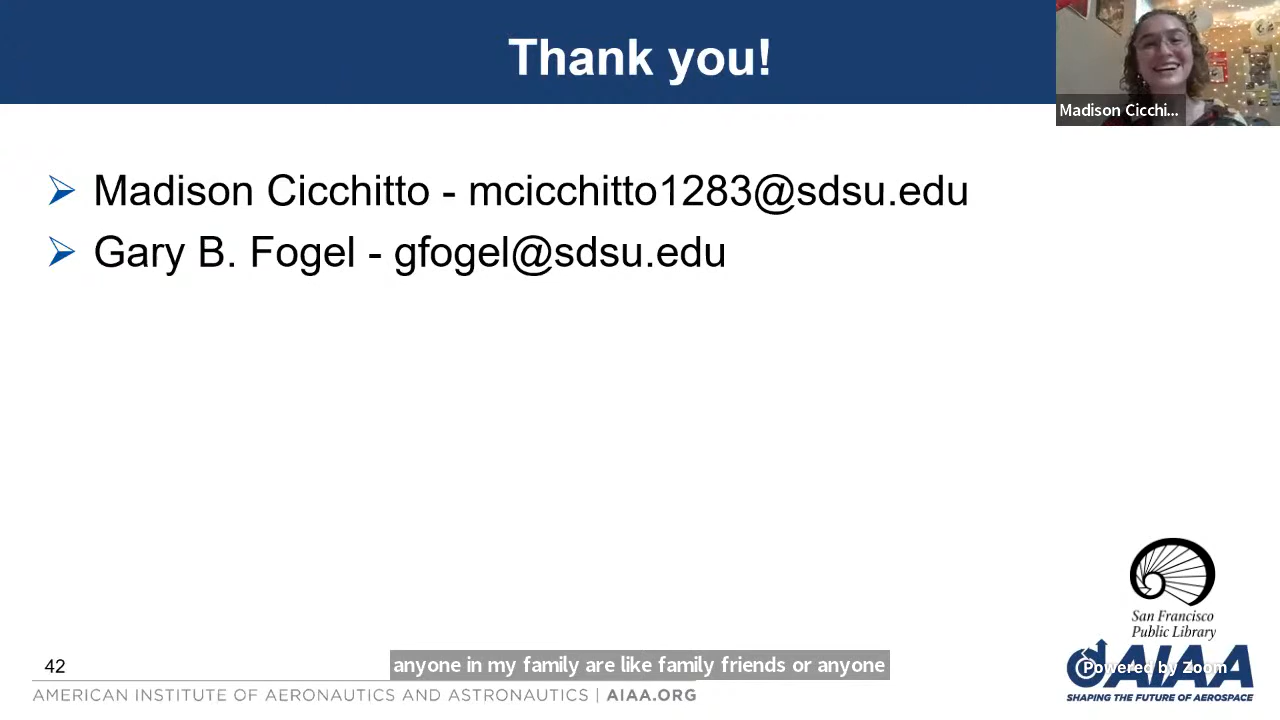 Thank you!
Madison Cicchi...
Madison Cicchitto - mcicchitto1283@sdsu.edu
Gary B. Fogel - gfogel@sdsu.edu
San Francisco
Public Library
anyone in my family are like family friends or anyone
42
Powered by Zoom
AIAA
AMERICAN INSTITUTE OF AERONAUTICS AND ASTRONAUTICS | AIAA.ORG
SHAPING THE FUTURE OF AEROSPACE